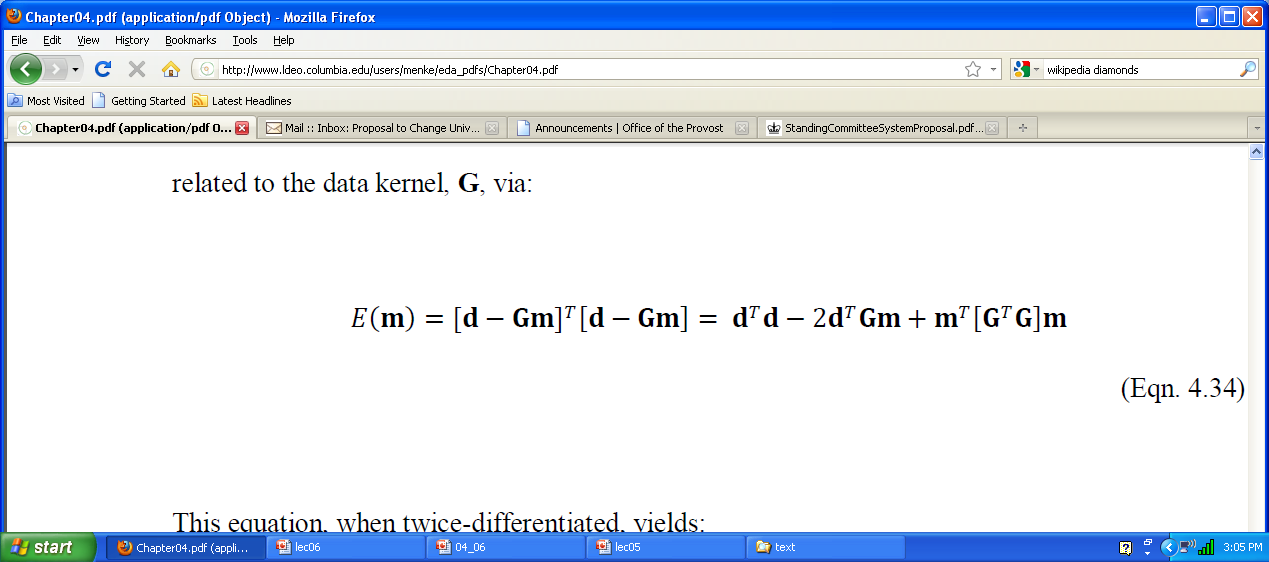 Chapter04.pdf (application/pdf Object) - Mozilla Firefox
File Edit View History Bookmarks Tools Help
http://www.ldeo.columbia.edu/users/menke/eda_pdfs/Chapter04.pdf wikipedia diamonds
Most Visited Getting Started Latest Headlines
Chapter04.pdf (application/pdf O... Mail :: Inbox: Proposal to Change Univ... Announcements | Office of the Provost StandingCommitteeSystemProposal.pdf...
related to the data kernel, G, via:
E(m) = [d − Gm]ᵀ[d − Gm] = dᵀd − 2dᵀGm + mᵀ[GᵀG]m
(Eqn. 4.34)
This equation, when twice-differentiated, yields:
start Chapter04.pdf (appli... lec06 04_06 lec05 text 3:05 PM